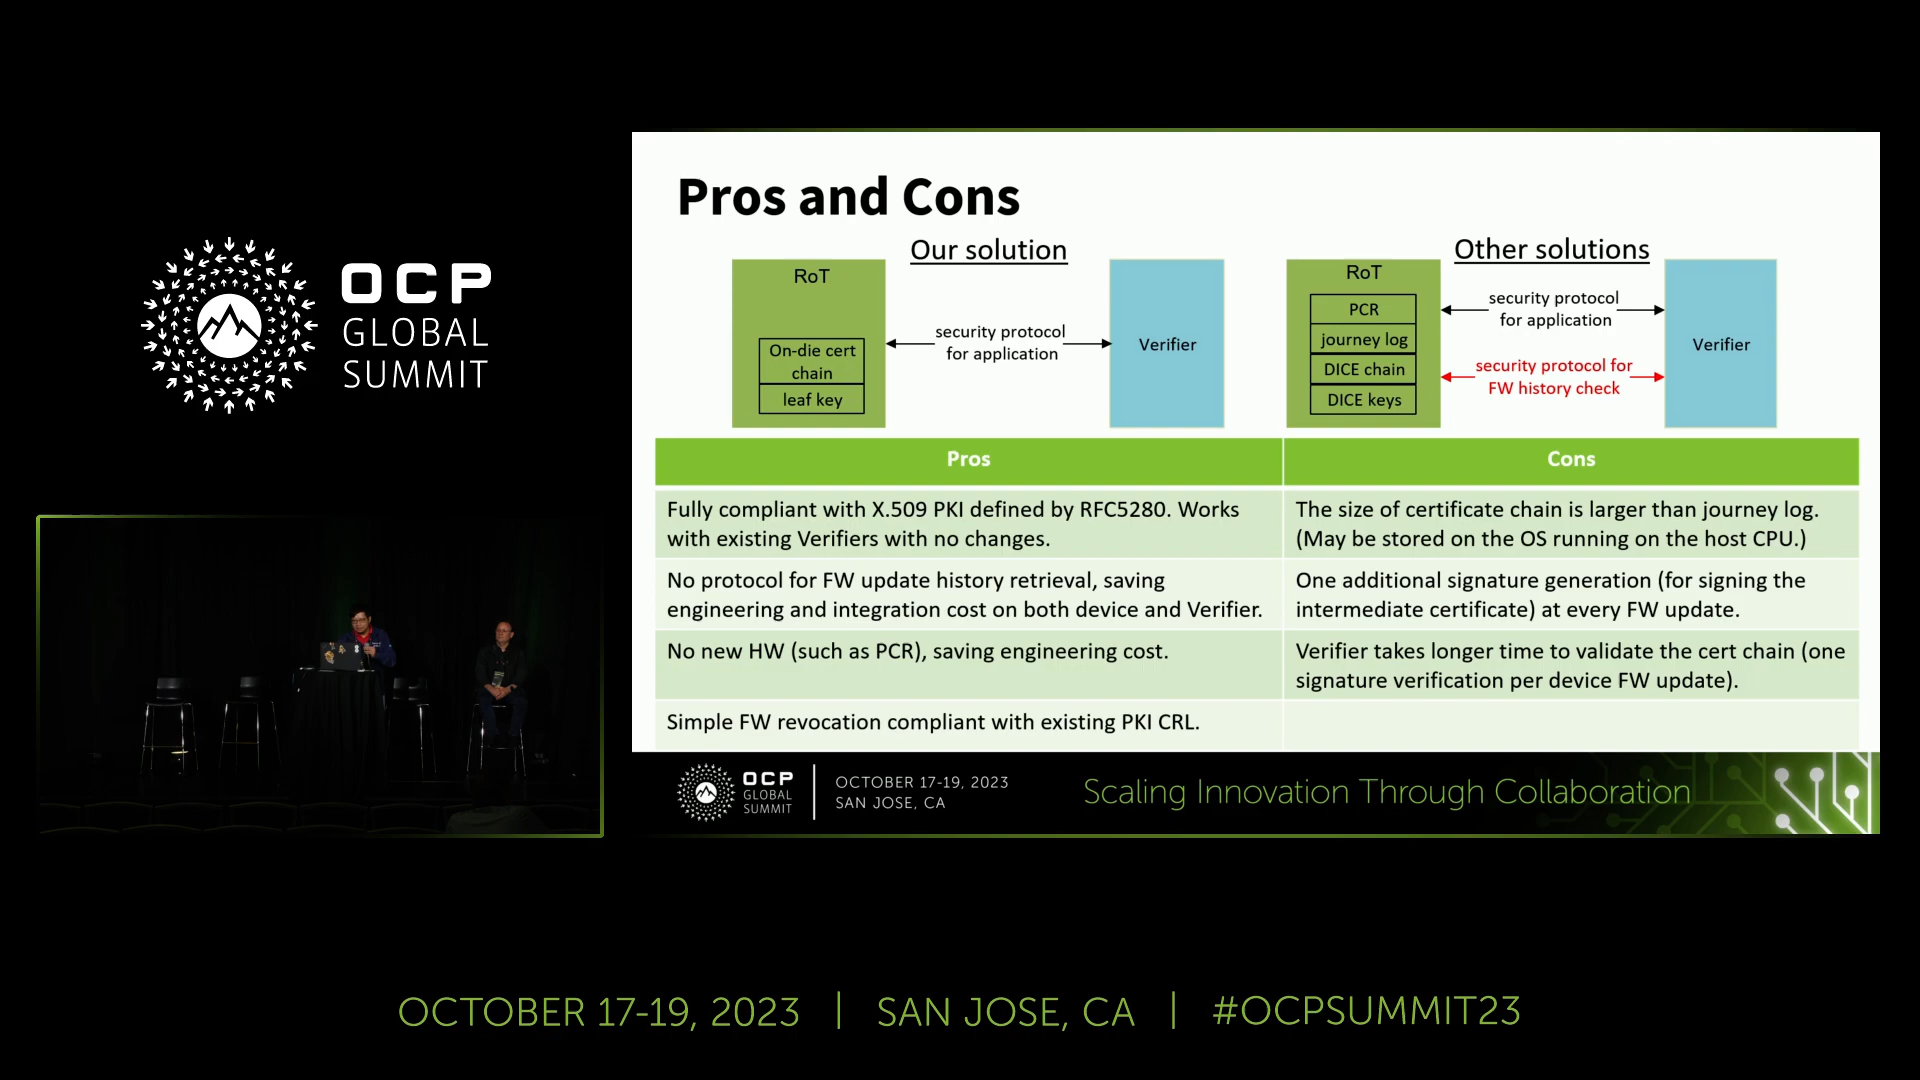 OCP
GLOBAL
SUMMIT
Pros and Cons
Our solution
RoT
On-die cert
chain
leaf key
security protocol
for application
Verifier
Other solutions
RoT
PCR
journey log
DICE chain
DICE keys
security protocol
for application
security protocol for
FW history check
Verifier
Pros
Cons
Fully compliant with X.509 PKI defined by RFC5280. Works
with existing Verifiers with no changes.
The size of certificate chain is larger than journey log.
(May be stored on the OS running on the host CPU.)
No protocol for FW update history retrieval, saving
engineering and integration cost on both device and Verifier.
One additional signature generation (for signing the
intermediate certificate) at every FW update.
No new HW (such as PCR), saving engineering cost.
Verifier takes longer time to validate the cert chain (one
signature verification per device FW update).
Simple FW revocation compliant with existing PKI CRL.
OCP
GLOBAL
SUMMIT
OCTOBER 17-19, 2023
SAN JOSE, CA
Scaling Innovation Through Collaboration
OCTOBER 17-19, 2023 | SAN JOSE, CA | #OCPSUMMIT23